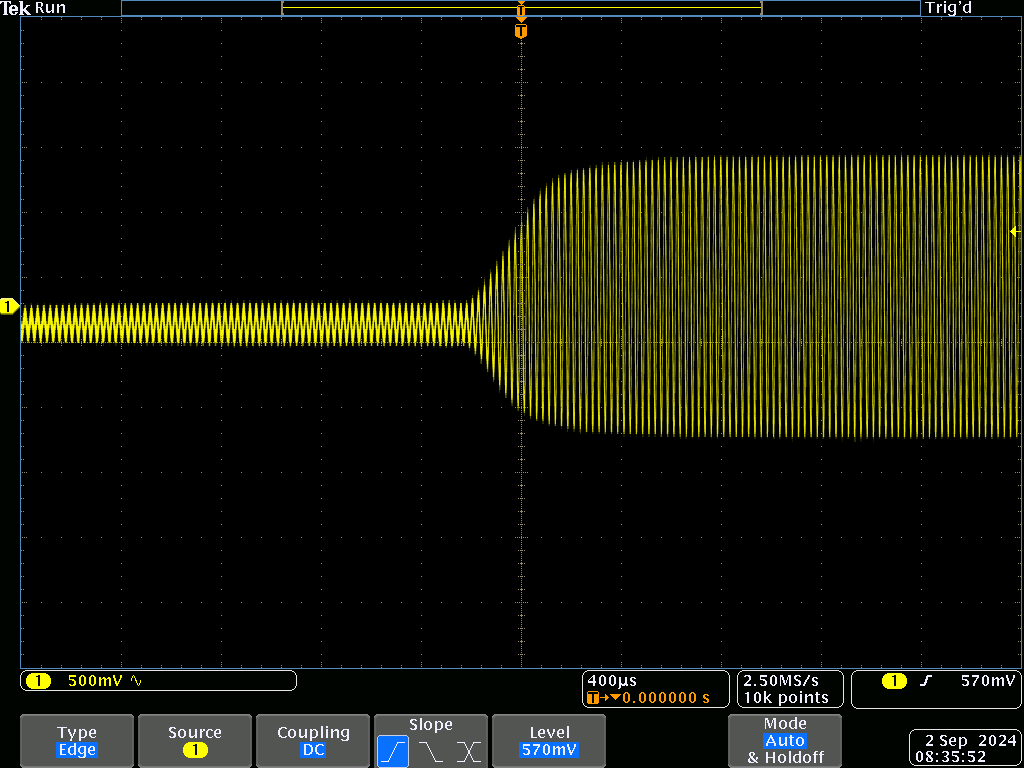 Tek Run
Trig'd
T
T
1
1 500mV ∿
400µs
T→▼0.000000 s
2.50MS/s
10k points
1 ƒ 570mV
Type
Edge
Source
1
Coupling
DC
Slope
Level
570mV
Mode
Auto
& Holdoff
2 Sep 2024
08:35:52